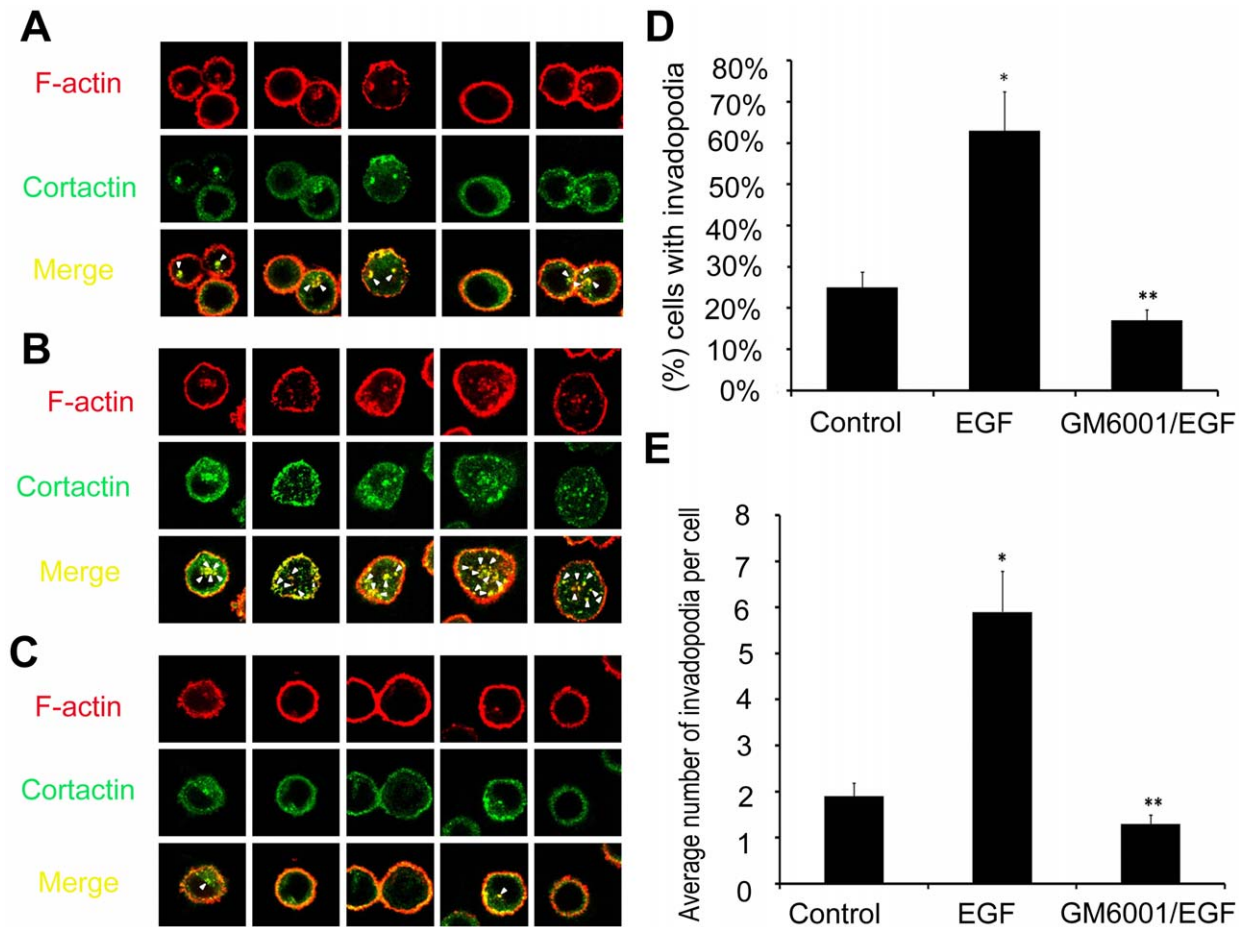 A
F-actin
Cortactin
Merge
B
F-actin
Cortactin
Merge
C
F-actin
Cortactin
Merge
D
(%) cells with invadopodia
80%
70%
60%
50%
40%
30%
20%
10%
0%
*
**
Control EGF GM6001/EGF
E
Average number of invadopodia per cell
8
7
6
5
4
3
2
1
0
*
**
Control EGF GM6001/EGF